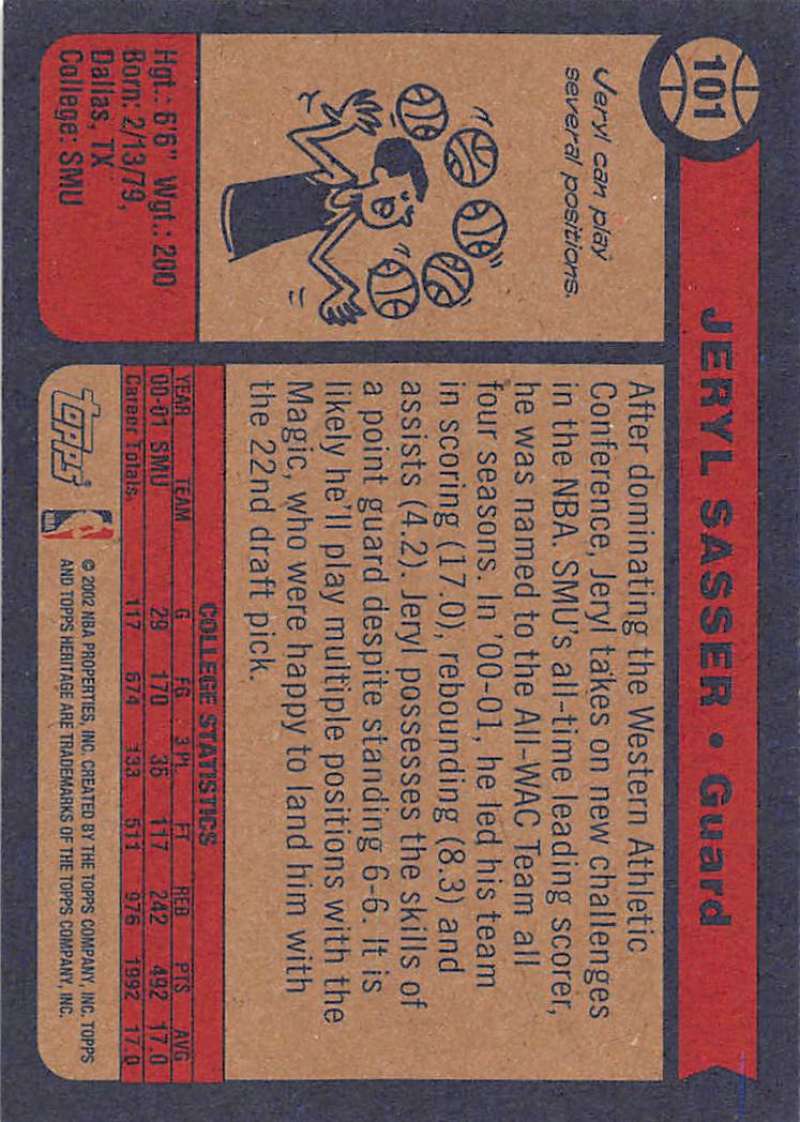 101
JERYL SASSER • Guard
Jeryl can play
several positions.
Hgt.: 6'6" Wgt.: 200
Born: 2/13/79,
Dallas, TX
College: SMU
After dominating the Western Athletic
Conference, Jeryl takes on new challenges
in the NBA. SMU's all-time leading scorer,
he was named to the All-WAC Team all
four seasons. In '00-01, he led his team
in scoring (17.0), rebounding (8.3) and
assists (4.2). Jeryl possesses the skills of
a point guard despite standing 6-6. It is
likely he'll play multiple positions with the
Magic, who were happy to land him with
the 22nd draft pick.
COLLEGE STATISTICS
YEAR TEAM G FG 3 Pt. FT REB PTS AVG
00-01 SMU 29 170 35 117 242 492 17.0
Career Totals. 117 674 133 511 976 1992 17.0
topps
© 2002 NBA PROPERTIES, INC. CREATED BY THE TOPPS COMPANY, INC. TOPPS
AND TOPPS HERITAGE ARE TRADEMARKS OF THE TOPPS COMPANY, INC.